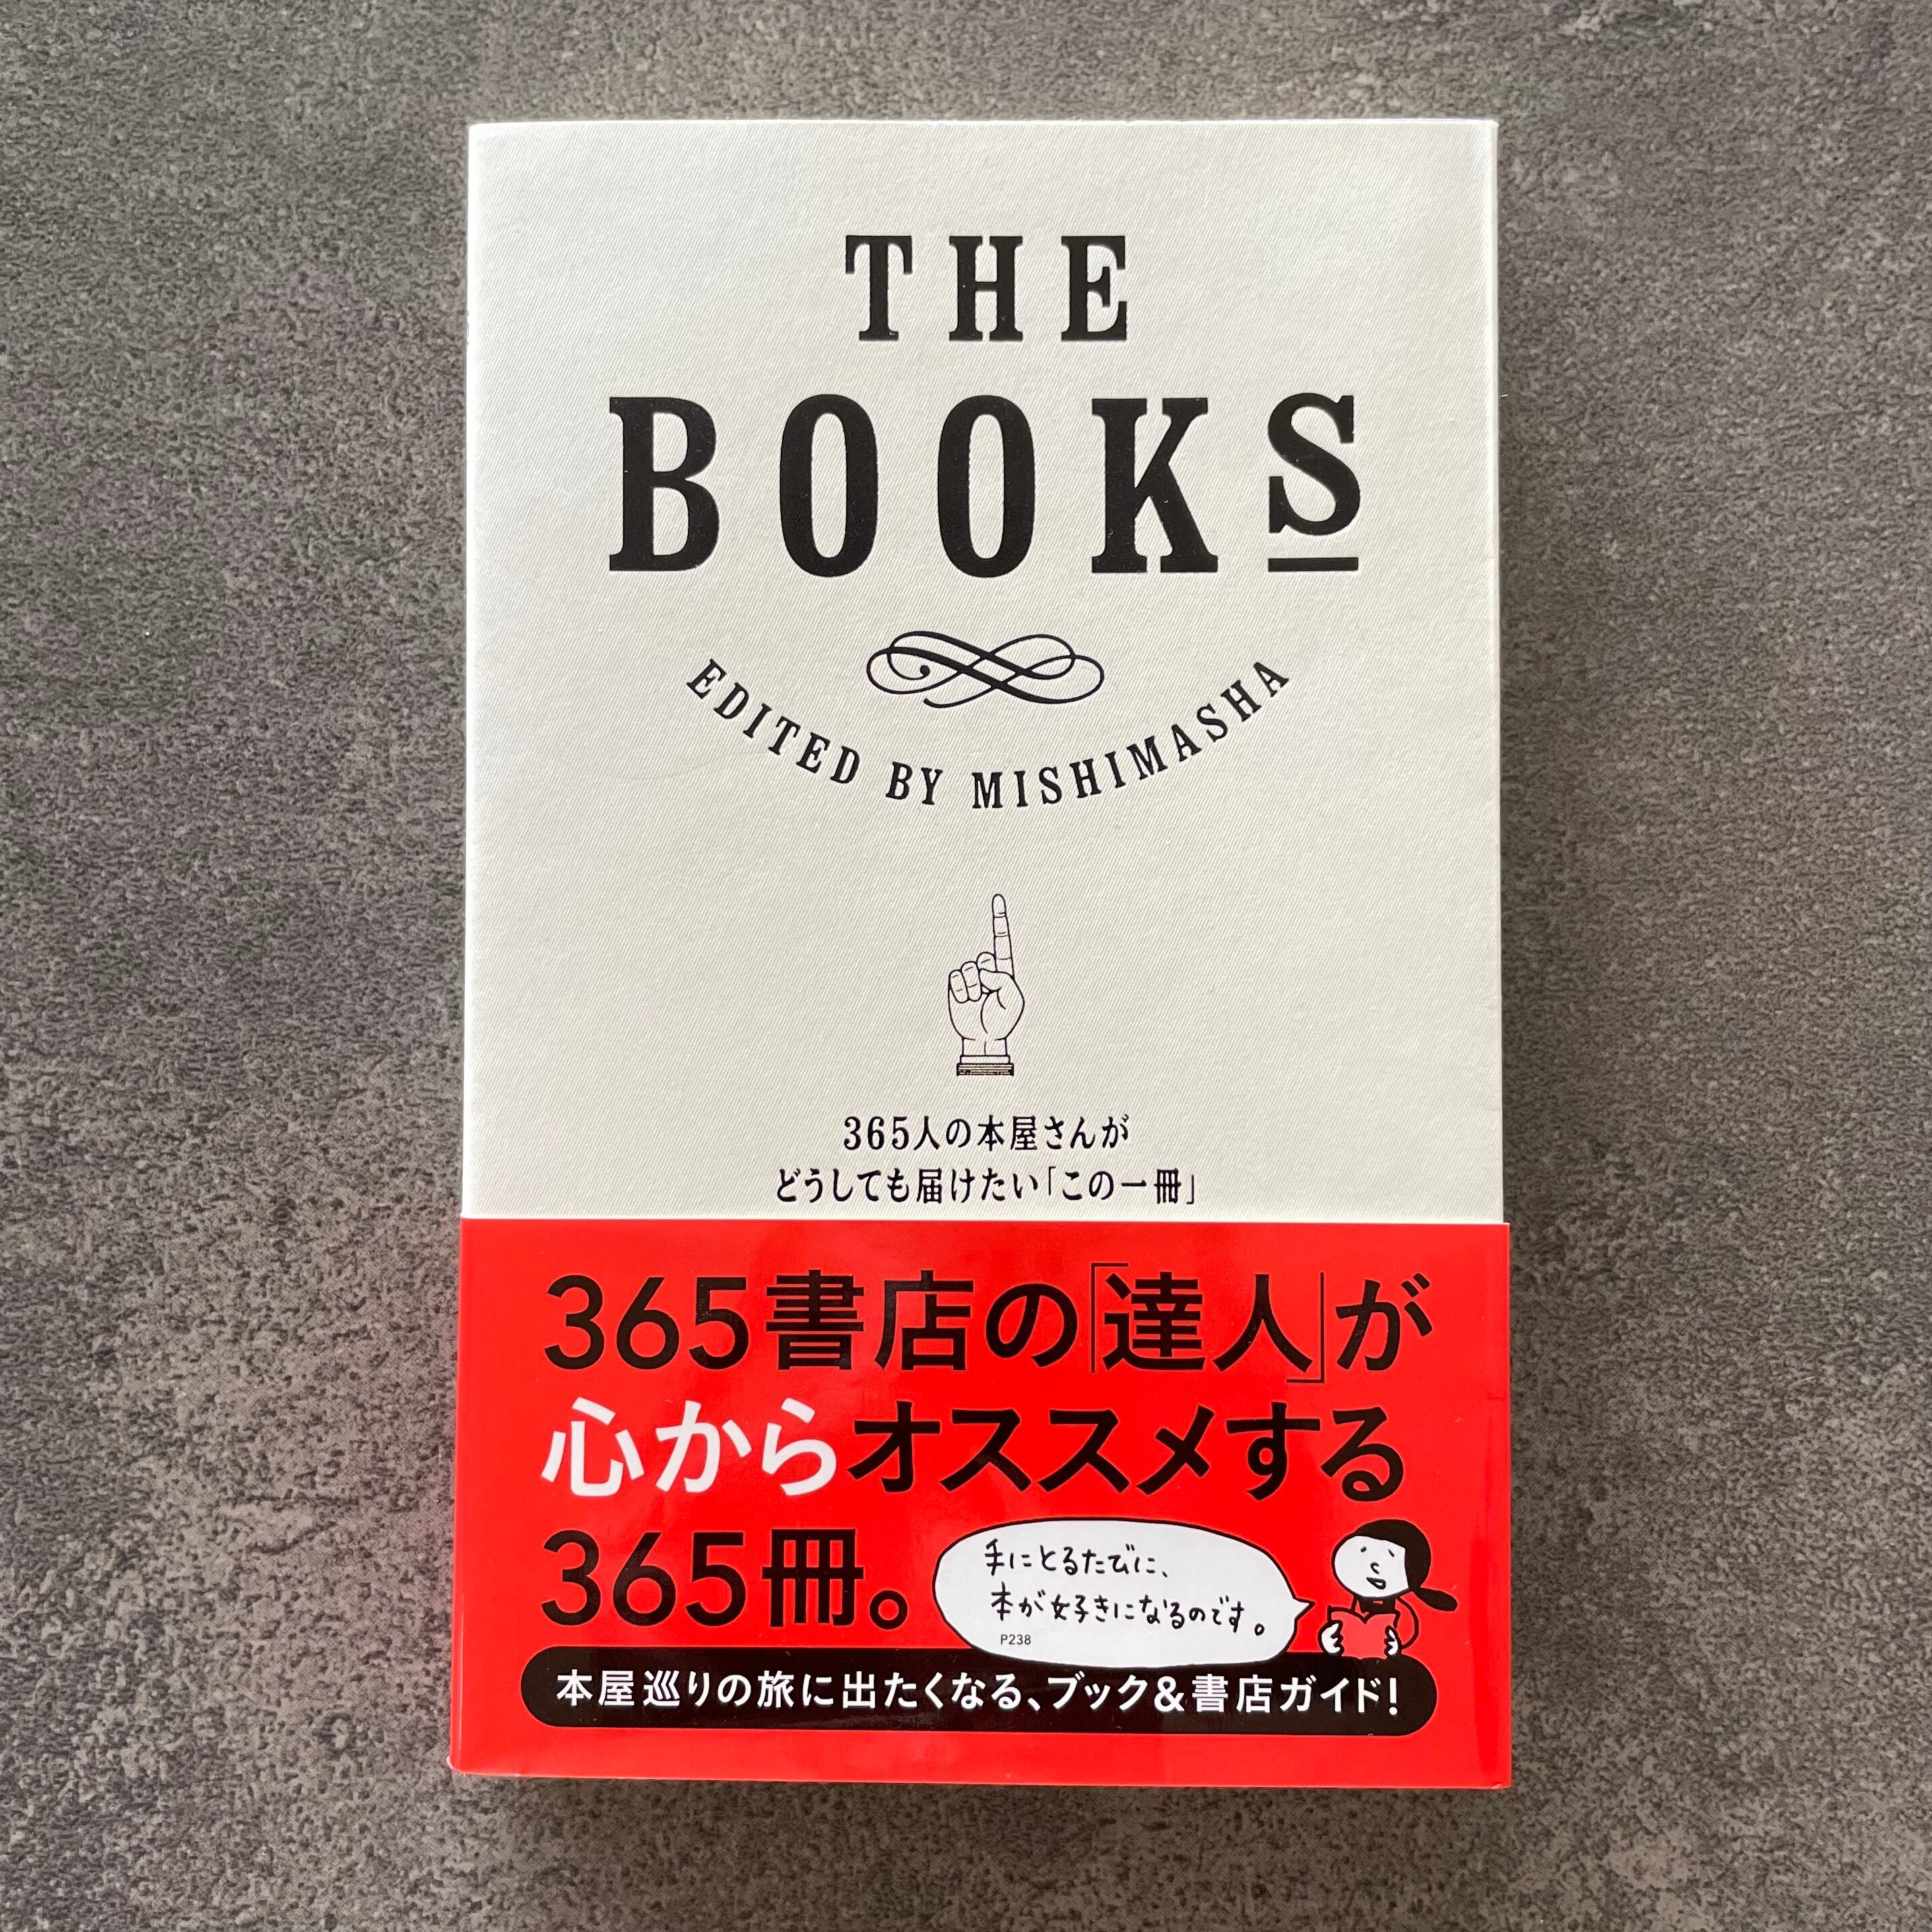 THE
BOOKS
EDITED BY MISHIMASHA
365人の本屋さんが
どうしても届けたい「この一冊」
365書店の「達人」が
心からオススメする
365冊。
手にとるたびに、
本が好きになるのです。
P238
本屋巡りの旅に出たくなる、ブック&書店ガイド!